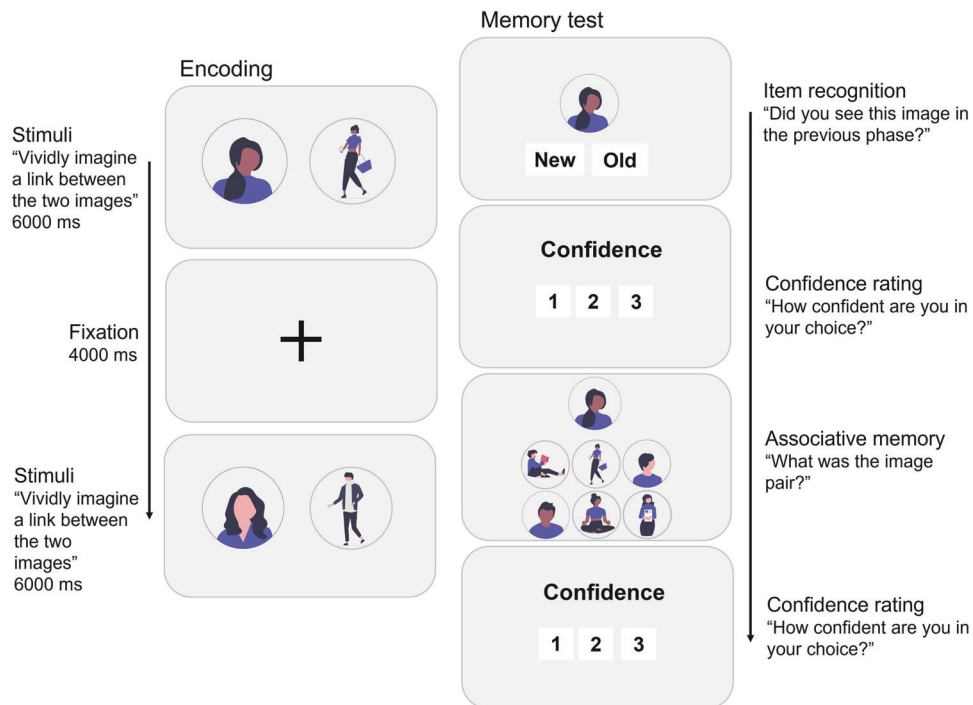 Encoding
Stimuli
“Vividly imagine
a link between
the two images”
6000 ms
Fixation
4000 ms
Stimuli
“Vividly imagine
a link between
the two
images”
6000 ms
Memory test
New Old
Item recognition
“Did you see this image in
the previous phase?”
Confidence
1 2 3
Confidence rating
“How confident are you in
your choice?”
Associative memory
“What was the image
pair?”
Confidence
1 2 3
Confidence rating
“How confident are you in
your choice?”